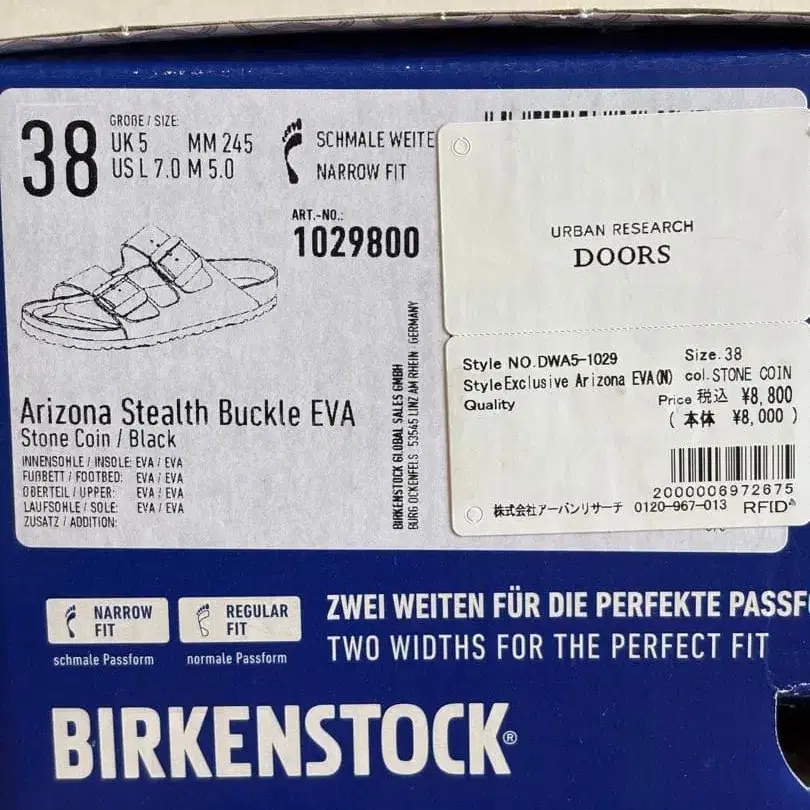 38
GRÖßE / SIZE
UK 5 MM 245
US L 7.0 M 5.0
SCHMALE WEITE
NARROW FIT
ART.-NO.:
1029800
Arizona Stealth Buckle EVA
Stone Coin / Black
INNENSOHLE / INSOLE: EVA / EVA
FUßBETT / FOOTBED: EVA / EVA
OBERTEIL / UPPER: EVA / EVA
LAUFSOHLE / SOLE: EVA / EVA
ZUSATZ / ADDITION:
BIRKENSTOCK GLOBAL SALES GMBH
BURG OCKENFELS 53545 LINZ AM RHEIN · GERMANY
URBAN RESEARCH
DOORS
Style NO.DWA5-1029 Size.38
Style Exclusive Arizona EVA(N) col.STONE COIN
Quality Price 税込 ¥8,800
( 本体 ¥8,000 )
2000006972675
株式会社アーバンリサーチ 0120-967-013 RFID
NARROW FIT
schmale Passform
REGULAR FIT
normale Passform
ZWEI WEITEN FÜR DIE PERFEKTE PASSF
TWO WIDTHS FOR THE PERFECT FIT
BIRKENSTOCK®